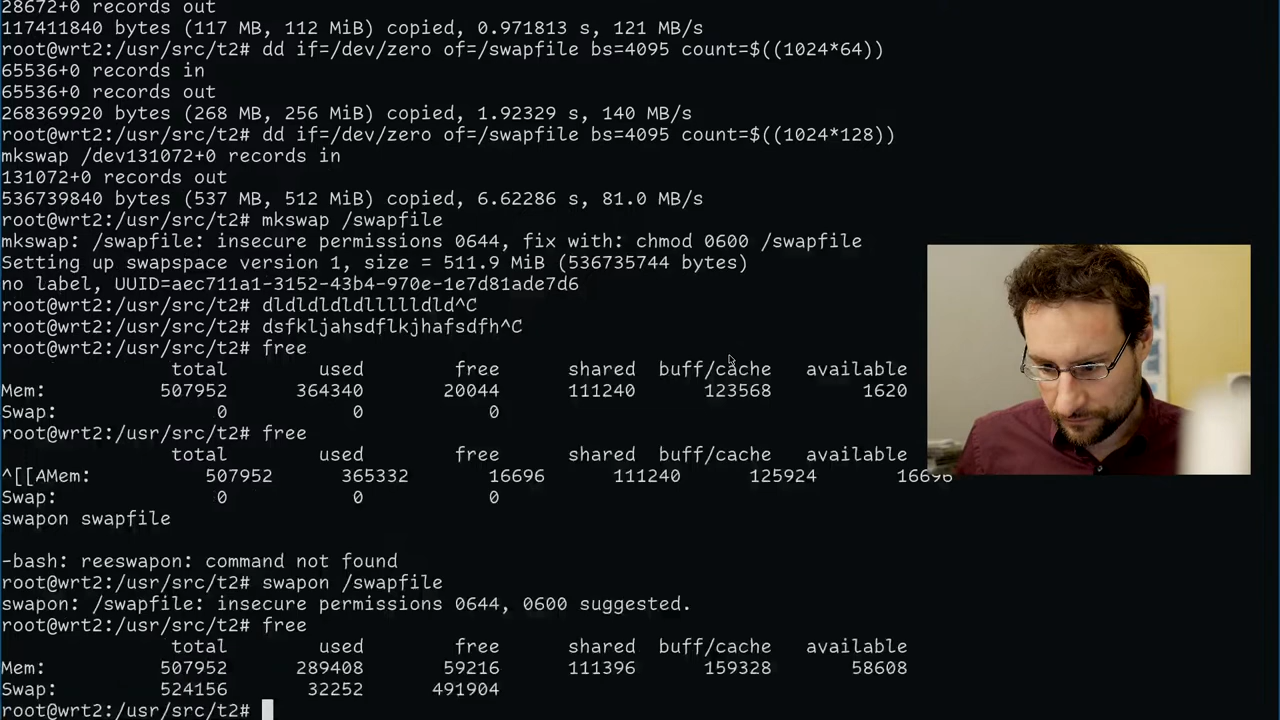 28672+0 records out
117411840 bytes (117 MB, 112 MiB) copied, 0.971813 s, 121 MB/s
root@wrt2:/usr/src/t2# dd if=/dev/zero of=/swapfile bs=4095 count=$((1024*64))
65536+0 records in
65536+0 records out
268369920 bytes (268 MB, 256 MiB) copied, 1.92329 s, 140 MB/s
root@wrt2:/usr/src/t2# dd if=/dev/zero of=/swapfile bs=4095 count=$((1024*128))
mkswap /dev131072+0 records in
131072+0 records out
536739840 bytes (537 MB, 512 MiB) copied, 6.62286 s, 81.0 MB/s
root@wrt2:/usr/src/t2# mkswap /swapfile
mkswap: /swapfile: insecure permissions 0644, fix with: chmod 0600 /swapfile
Setting up swapspace version 1, size = 511.9 MiB (536735744 bytes)
no label, UUID=aec711a1-3152-43b4-970e-1e7d81ade7d6
root@wrt2:/usr/src/t2# dldldldldllllldld^C
root@wrt2:/usr/src/t2# dsfkljahsdflkjhafsdfh^C
root@wrt2:/usr/src/t2# free
total used free shared buff/cache available
Mem: 507952 364340 20044 111240 123568 1620
Swap: 0 0 0
root@wrt2:/usr/src/t2# free
total used free shared buff/cache available
^[[AMem: 507952 365332 16696 111240 125924 16696
Swap: 0 0 0
swapon swapfile
-bash: reeswapon: command not found
root@wrt2:/usr/src/t2# swapon /swapfile
swapon: /swapfile: insecure permissions 0644, 0600 suggested.
root@wrt2:/usr/src/t2# free
total used free shared buff/cache available
Mem: 507952 289408 59216 111396 159328 58608
Swap: 524156 32252 491904
root@wrt2:/usr/src/t2#